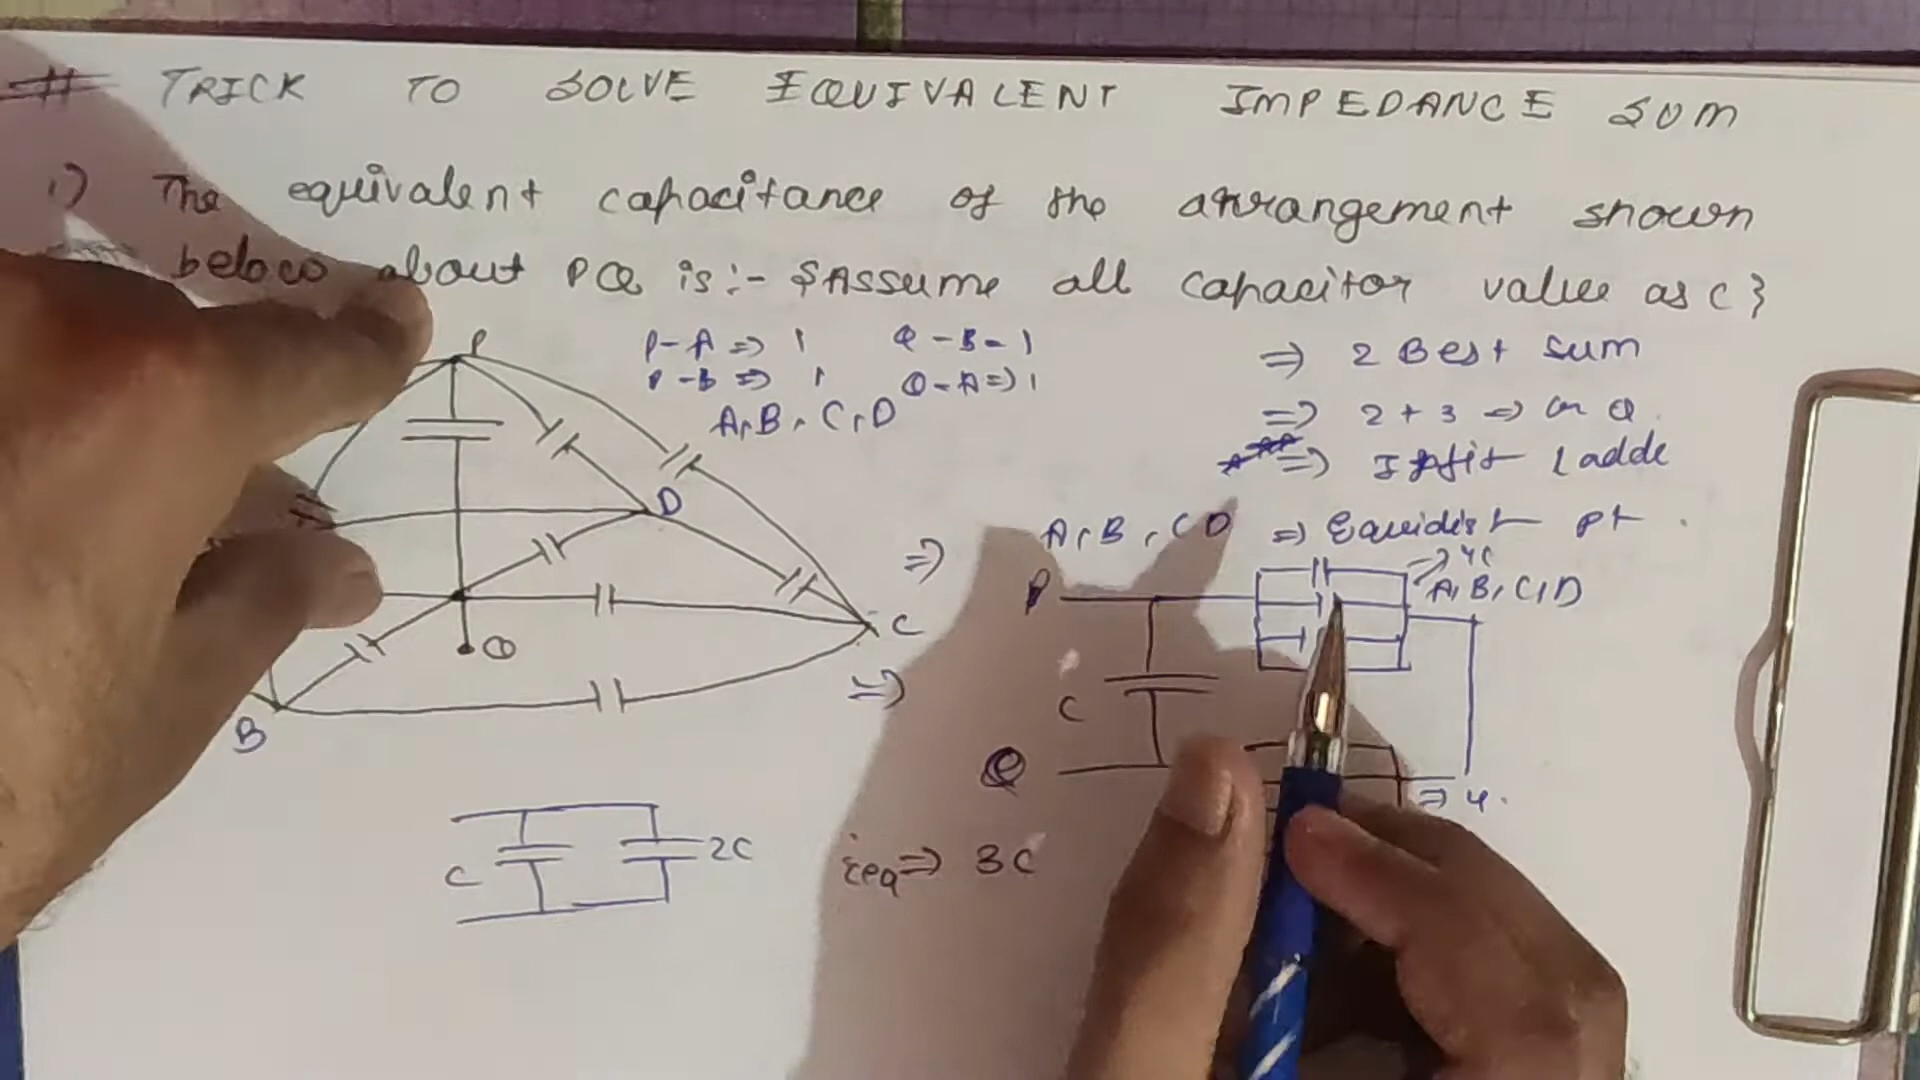 # TRICK TO SOLVE EQUIVALENT IMPEDANCE SUM
1) The equivalent capacitance of the arrangement shown
below about PQ is:- {Assume all capacitor value as C}
P
P-A => 1 Q-B-1
P-B => 1 Q-A=>1
A, B, C, D
=> 2 Best sum
=> 2+3 => on Q.
=> Ladde
=> Equidist pt.
D
C
Q
B
=>
=>
A, B, C D
=> 4C
A, B, C, D
P
C
Q
=> 4.
C
2C
Ceq => 3C